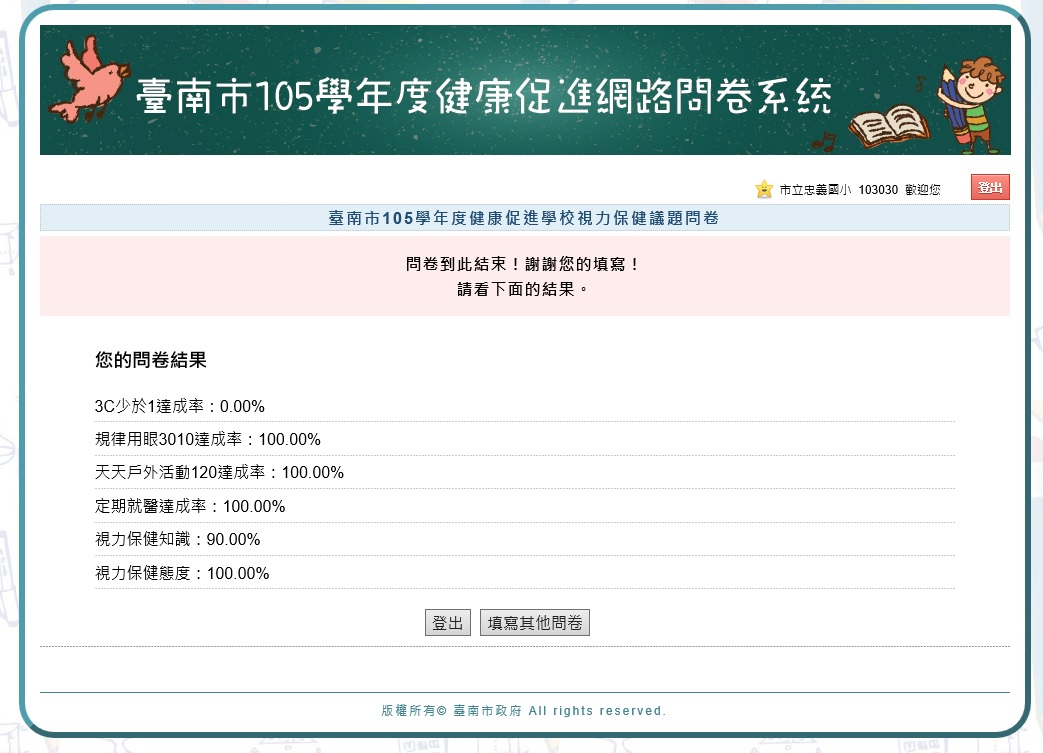 臺南市105學年度健康促進網路問卷系統
市立忠義國小 103030 歡迎您 登出
臺南市105學年度健康促進學校視力保健議題問卷
問卷到此結束！謝謝您的填寫！
請看下面的結果。
您的問卷結果
3C少於1達成率：0.00%
規律用眼3010達成率：100.00%
天天戶外活動120達成率：100.00%
定期就醫達成率：100.00%
視力保健知識：90.00%
視力保健態度：100.00%
登出 填寫其他問卷
版權所有© 臺南市政府 All rights reserved.